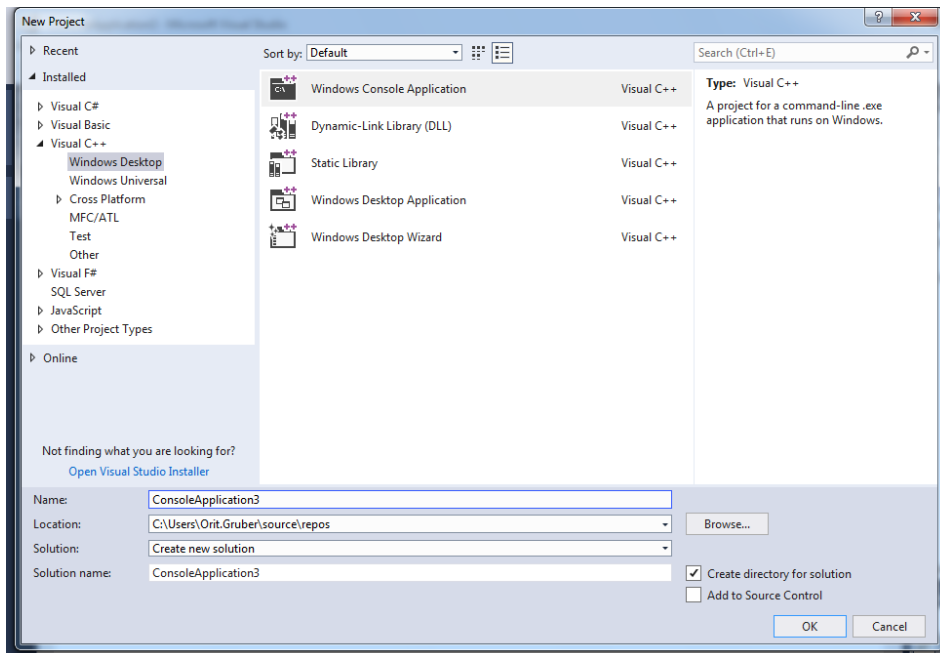 New Project
Recent
Installed
Visual C#
Visual Basic
Visual C++
Windows Desktop
Windows Universal
Cross Platform
MFC/ATL
Test
Other
Visual F#
SQL Server
JavaScript
Other Project Types
Online
Not finding what you are looking for?
Open Visual Studio Installer
Sort by: Default
Windows Console Application Visual C++
Dynamic-Link Library (DLL) Visual C++
Static Library Visual C++
Windows Desktop Application Visual C++
Windows Desktop Wizard Visual C++
Search (Ctrl+E)
Type: Visual C++
A project for a command-line .exe
application that runs on Windows.
Name: ConsoleApplication3
Location: C:\Users\Orit.Gruber\source\repos
Browse...
Solution: Create new solution
Solution name: ConsoleApplication3
Create directory for solution
Add to Source Control
OK Cancel